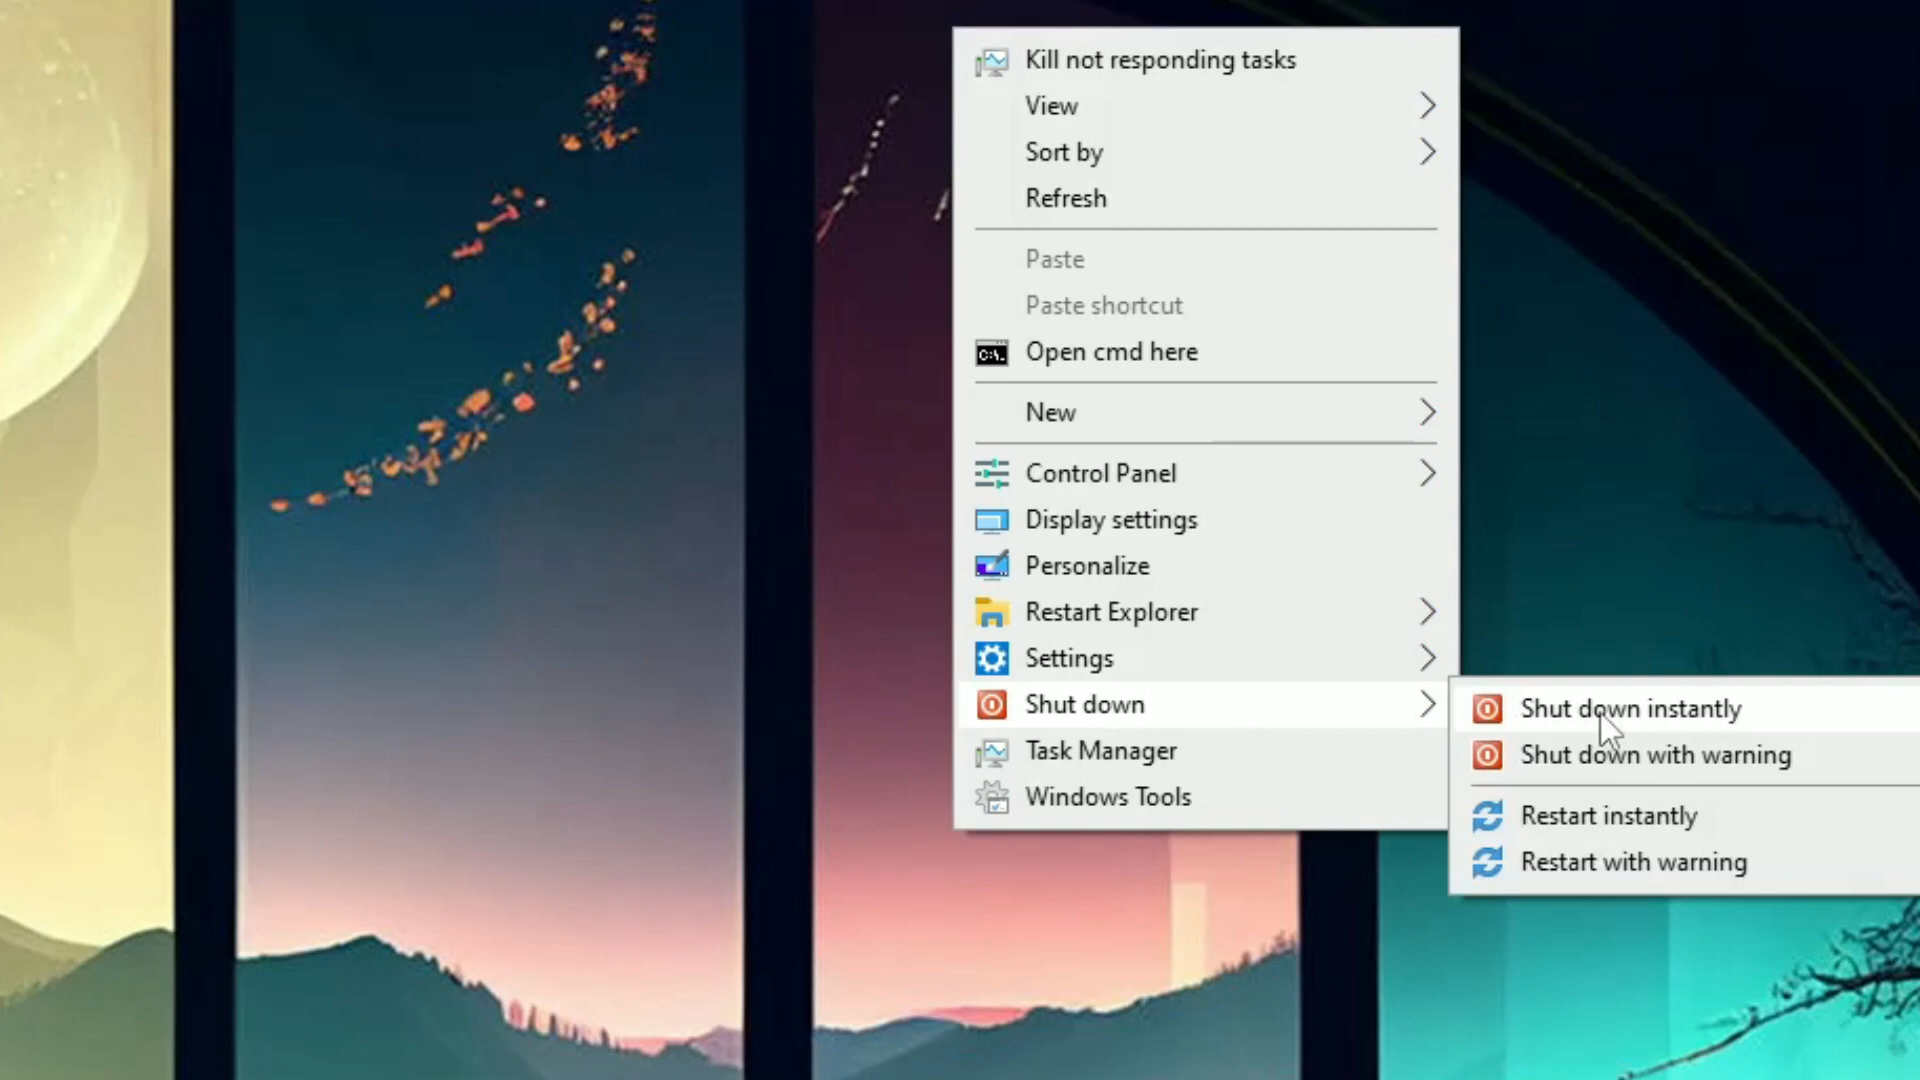 Kill not responding tasks
View
Sort by
Refresh
Paste
Paste shortcut
Open cmd here
New
Control Panel
Display settings
Personalize
Restart Explorer
Settings
Shut down
Task Manager
Windows Tools
Shut down instantly
Shut down with warning
Restart instantly
Restart with warning